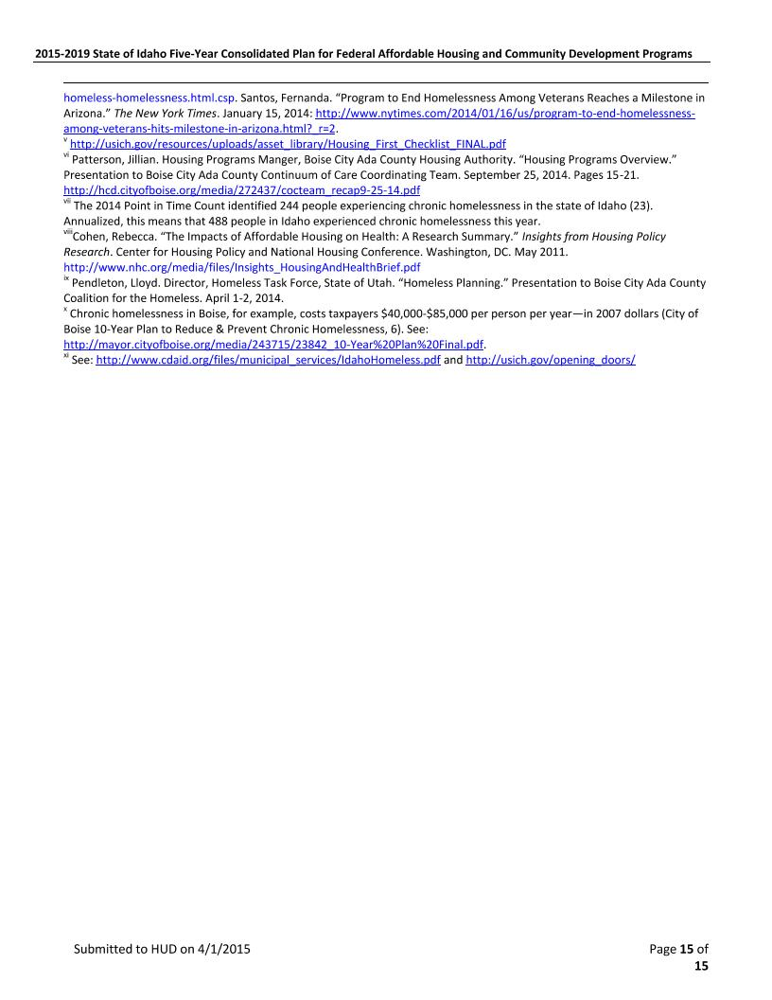 2015-2019 State of Idaho Five-Year Consolidated Plan for Federal Affordable Housing and Community Development Programs
homeless-homelessness.html.csp. Santos, Fernanda. “Program to End Homelessness Among Veterans Reaches a Milestone in
Arizona.” The New York Times. January 15, 2014: http://www.nytimes.com/2014/01/16/us/program-to-end-homelessness-
among-veterans-hits-milestone-in-arizona.html?_r=2.
v http://usich.gov/resources/uploads/asset_library/Housing_First_Checklist_FINAL.pdf
vi Patterson, Jillian. Housing Programs Manger, Boise City Ada County Housing Authority. “Housing Programs Overview.”
Presentation to Boise City Ada County Continuum of Care Coordinating Team. September 25, 2014. Pages 15-21.
http://hcd.cityofboise.org/media/272437/cocteam_recap9-25-14.pdf
vii The 2014 Point in Time Count identified 244 people experiencing chronic homelessness in the state of Idaho (23).
Annualized, this means that 488 people in Idaho experienced chronic homelessness this year.
viiiCohen, Rebecca. “The Impacts of Affordable Housing on Health: A Research Summary.” Insights from Housing Policy
Research. Center for Housing Policy and National Housing Conference. Washington, DC. May 2011.
http://www.nhc.org/media/files/Insights_HousingAndHealthBrief.pdf
ix Pendleton, Lloyd. Director, Homeless Task Force, State of Utah. “Homeless Planning.” Presentation to Boise City Ada County
Coalition for the Homeless. April 1-2, 2014.
x Chronic homelessness in Boise, for example, costs taxpayers $40,000-$85,000 per person per year—in 2007 dollars (City of
Boise 10-Year Plan to Reduce & Prevent Chronic Homelessness, 6). See:
http://mayor.cityofboise.org/media/243715/23842_10-Year%20Plan%20Final.pdf.
xi See: http://www.cdaid.org/files/municipal_services/IdahoHomeless.pdf and http://usich.gov/opening_doors/
Submitted to HUD on 4/1/2015
Page 15 of
15